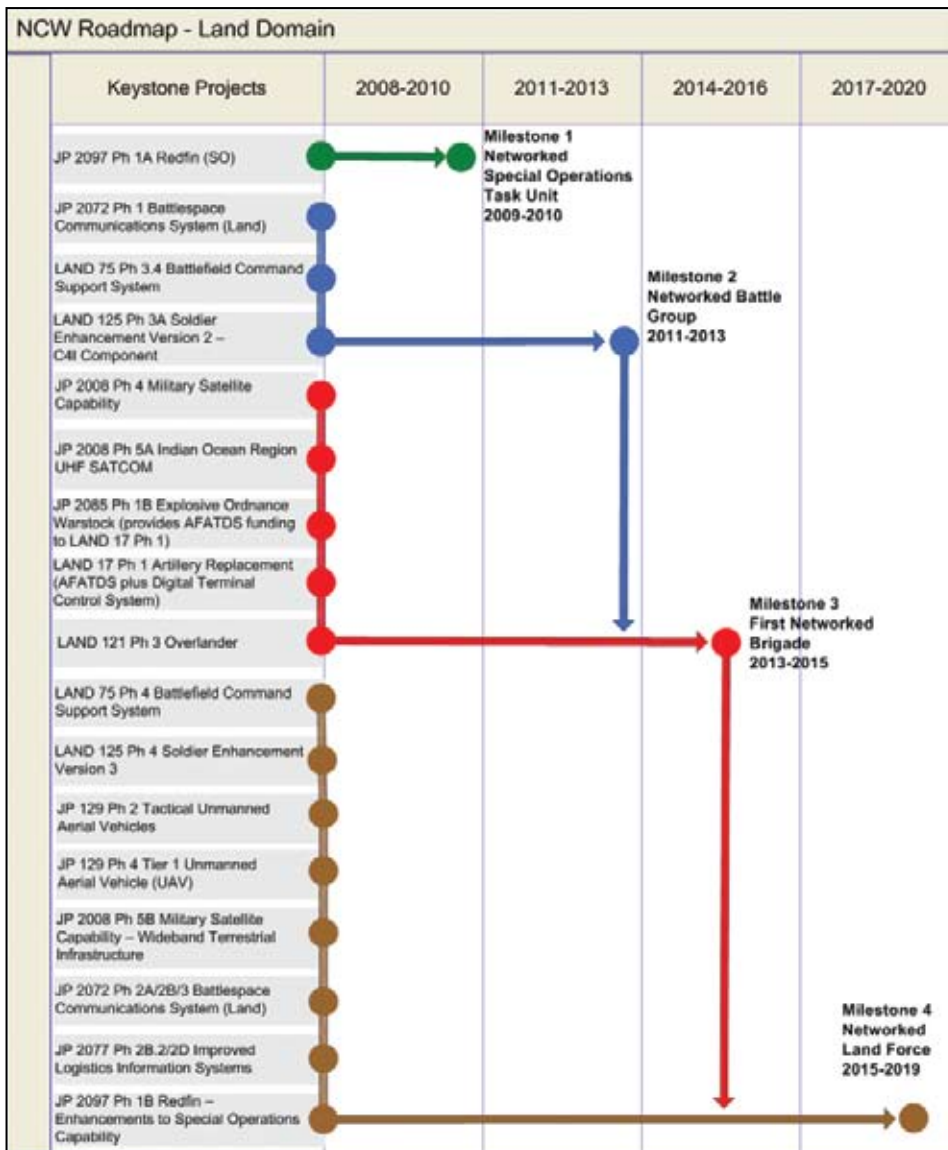 NCW Roadmap - Land Domain
Keystone Projects
2008-2010
2011-2013
2014-2016
2017-2020
JP 2097 Ph 1A Redfin (SO)
Milestone 1
Networked
Special Operations
Task Unit
2009-2010
JP 2072 Ph 1 Battlespace
Communications System (Land)
LAND 75 Ph 3.4 Battlefield Command
Support System
LAND 125 Ph 3A Soldier
Enhancement Version 2 –
C4I Component
Milestone 2
Networked Battle
Group
2011-2013
JP 2008 Ph 4 Military Satellite
Capability
JP 2008 Ph 5A Indian Ocean Region
UHF SATCOM
JP 2085 Ph 1B Explosive Ordnance
Warstock (provides AFATDS funding
to LAND 17 Ph 1)
LAND 17 Ph 1 Artillery Replacement
(AFATDS plus Digital Terminal
Control System)
LAND 121 Ph 3 Overlander
Milestone 3
First Networked
Brigade
2013-2015
LAND 75 Ph 4 Battlefield Command
Support System
LAND 125 Ph 4 Soldier Enhancement
Version 3
JP 129 Ph 2 Tactical Unmanned
Aerial Vehicles
JP 129 Ph 4 Tier 1 Unmanned
Aerial Vehicle (UAV)
JP 2008 Ph 5B Military Satellite
Capability – Wideband Terrestrial
Infrastructure
JP 2072 Ph 2A/2B/3 Battlespace
Communications System (Land)
JP 2077 Ph 2B.2/2D Improved
Logistics Information Systems
JP 2097 Ph 1B Redfin –
Enhancements to Special Operations
Capability
Milestone 4
Networked
Land Force
2015-2019